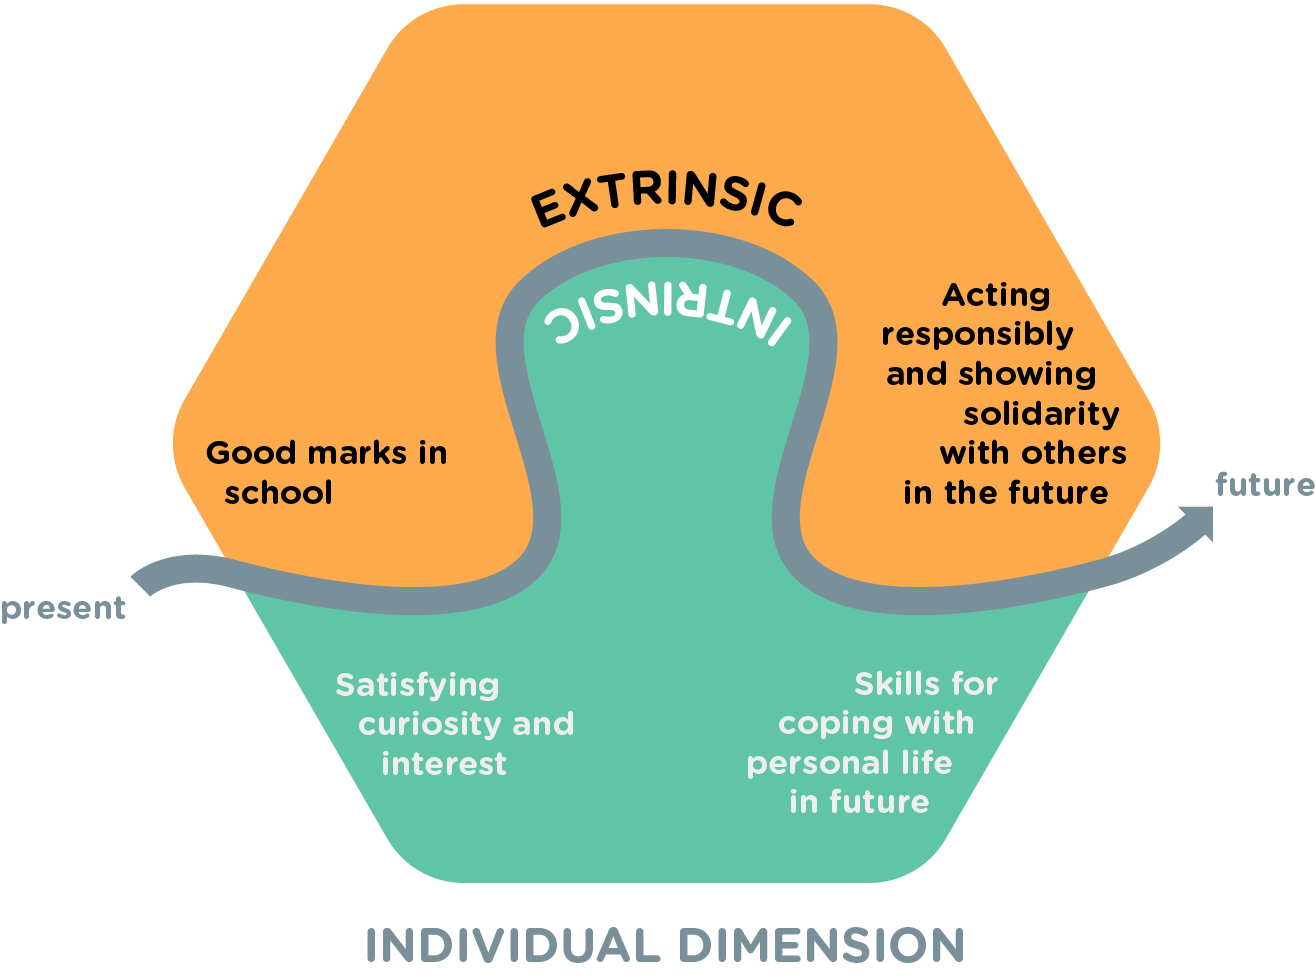 EXTRINSIC
INTRINSIC
Good marks in
school
Acting
responsibly
and showing
solidarity
with others
in the future
present
future
Satisfying
curiosity and
interest
Skills for
coping with
personal life
in future
INDIVIDUAL DIMENSION